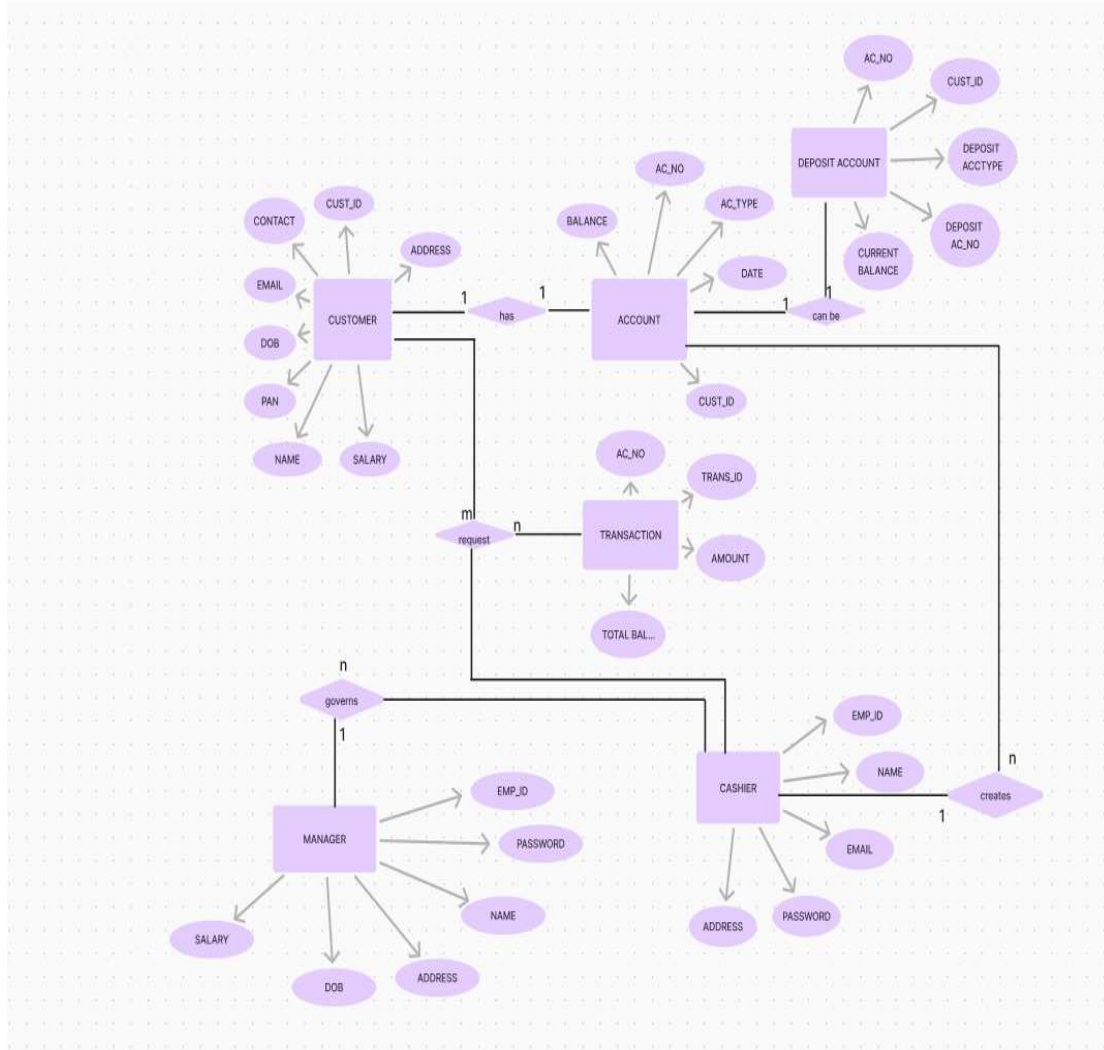 AC_NO
CUST_ID
DEPOSIT ACCOUNT
DEPOSIT
ACCTYPE
DEPOSIT
AC_NO
CURRENT
BALANCE
AC_NO
AC_TYPE
BALANCE
DATE
CUST_ID
CONTACT
ADDRESS
EMAIL
CUSTOMER
1
has
1
ACCOUNT
1
1
can be
DOB
PAN
CUST_ID
NAME
SALARY
AC_NO
TRANS_ID
m
n
request
TRANSACTION
AMOUNT
TOTAL BAL...
n
governs
1
EMP_ID
NAME
CASHIER
n
creates
1
EMAIL
ADDRESS
PASSWORD
EMP_ID
MANAGER
PASSWORD
NAME
SALARY
DOB
ADDRESS